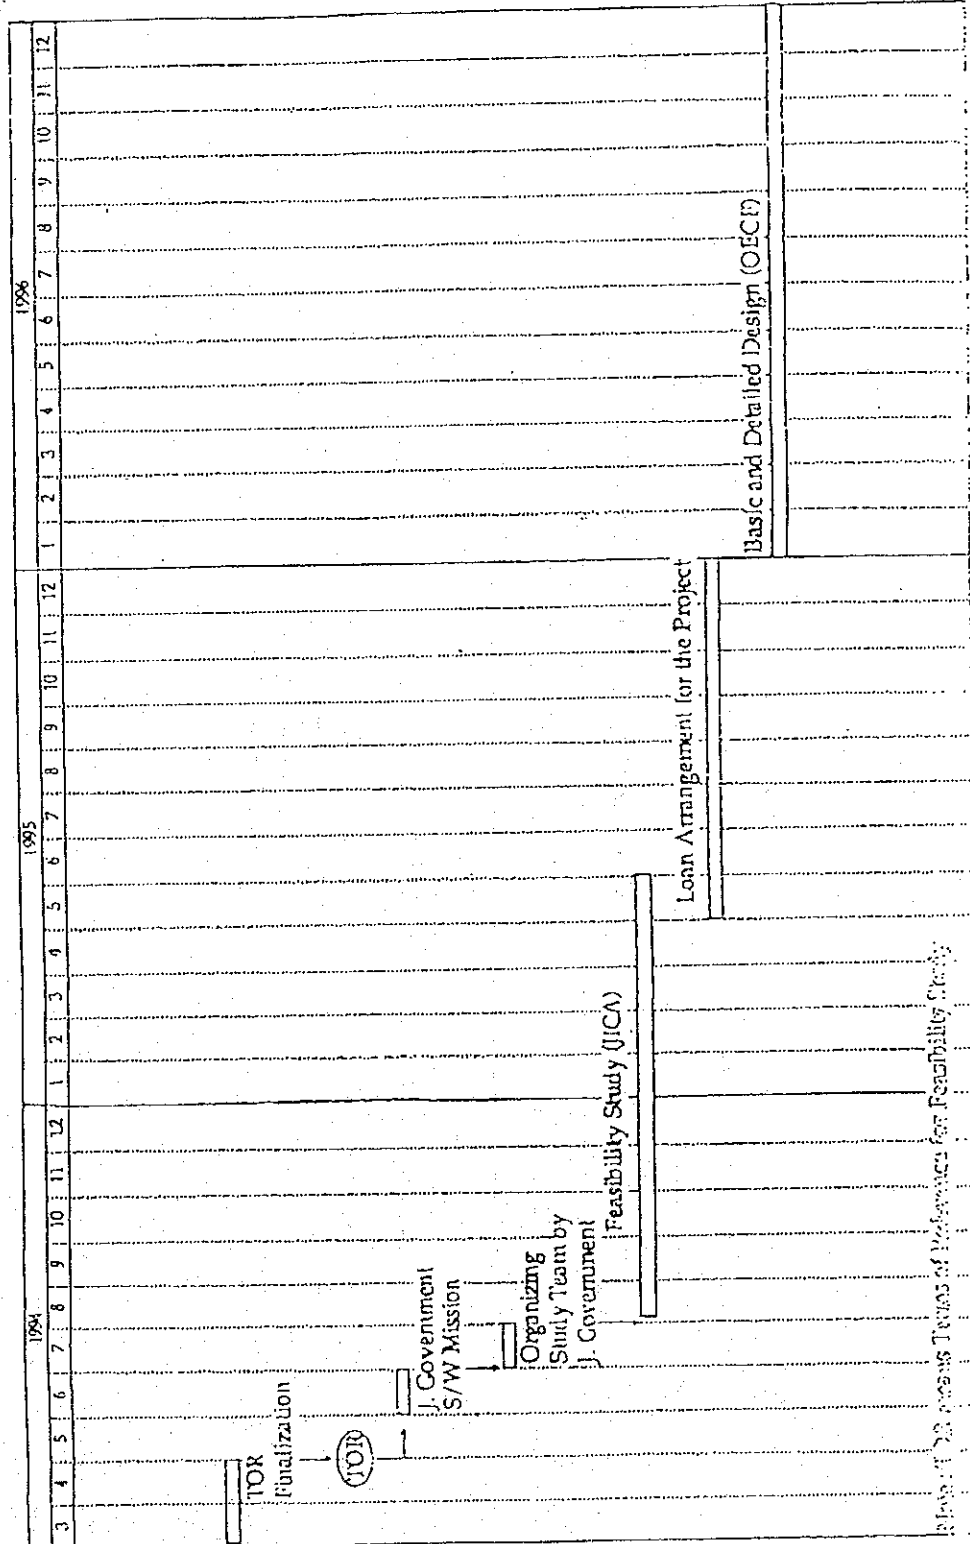 1994
1995
1996
3 4 5 6 7 8 9 10 11 12 1 2 3 4 5 6 7 8 9 10 11 12 1 2 3 4 5 6 7 8 9 10 11 12
TOR
Finalization
TOR
J. Government
S/W Mission
Organizing
Study Team by
J. Government
Feasibility Study (JICA)
Loan Arrangement for the Project
Basic and Detailed Design (OECF)
means Terms of Reference for Feasibility Study